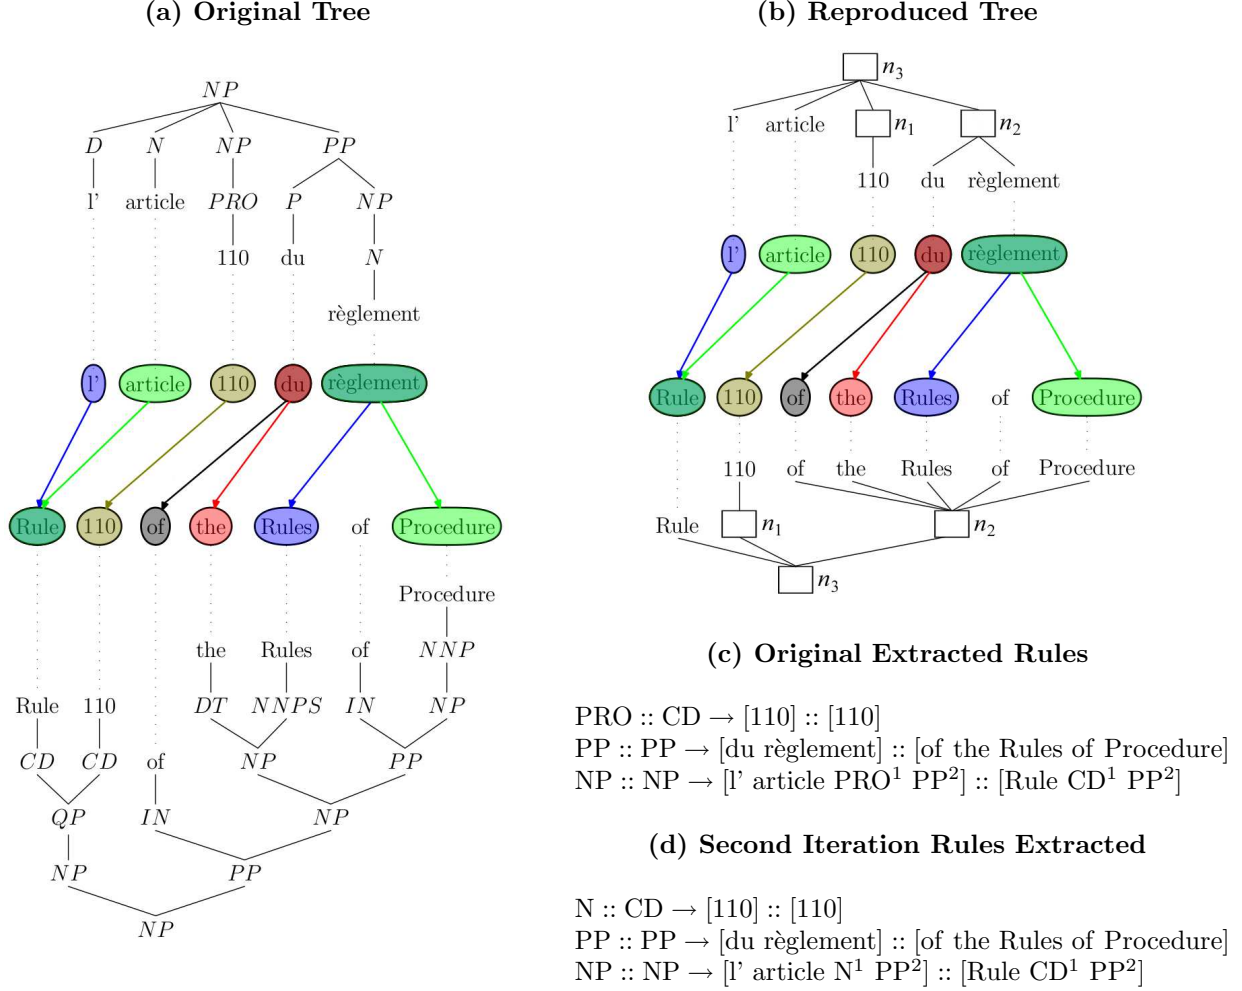 (a) Original Tree
NP
D N NP PP
l' article PRO P NP
110 du N
règlement
l' article 110 du règlement
Rule 110 of the Rules of Procedure
Procedure
the Rules of NNP
Rule 110 DT NNPS IN NP
CD CD of NP PP
QP IN NP
NP PP
NP
(b) Reproduced Tree
n3
l' article n1 n2
110 du règlement
l' article 110 du règlement
Rule 110 of the Rules of Procedure
110 of the Rules of Procedure
Rule n1 n2
n3
(c) Original Extracted Rules
PRO :: CD → [110] :: [110]
PP :: PP → [du règlement] :: [of the Rules of Procedure]
NP :: NP → [l' article PRO¹ PP²] :: [Rule CD¹ PP²]
(d) Second Iteration Rules Extracted
N :: CD → [110] :: [110]
PP :: PP → [du règlement] :: [of the Rules of Procedure]
NP :: NP → [l' article N¹ PP²] :: [Rule CD¹ PP²]